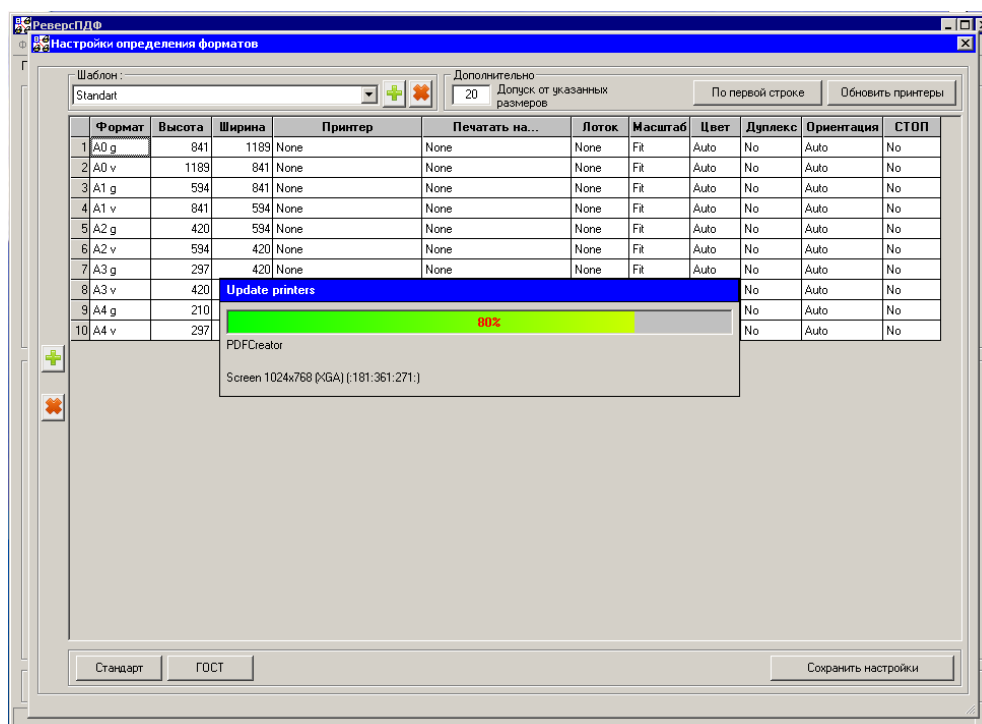 РеверсПДФ
Настройки определения форматов
Шаблон :
Standart
Дополнительно
20 Допуск от указанных размеров
По первой строке
Обновить принтеры
Формат Высота Ширина Принтер Печатать на... Лоток Масштаб Цвет Дуплекс Ориентация СТОП
1 A0 g 841 1189 None None None Fit Auto No Auto No
2 A0 v 1189 841 None None None Fit Auto No Auto No
3 A1 g 594 841 None None None Fit Auto No Auto No
4 A1 v 841 594 None None None Fit Auto No Auto No
5 A2 g 420 594 None None None Fit Auto No Auto No
6 A2 v 594 420 None None None Fit Auto No Auto No
7 A3 g 297 420 None None None Fit Auto No Auto No
8 A3 v 420 No Auto No
9 A4 g 210 No Auto No
10 A4 v 297 No Auto No
Update printers
80%
PDFCreator
Screen 1024x768 (XGA) (:181:361:271:)
Стандарт
ГОСТ
Сохранить настройки